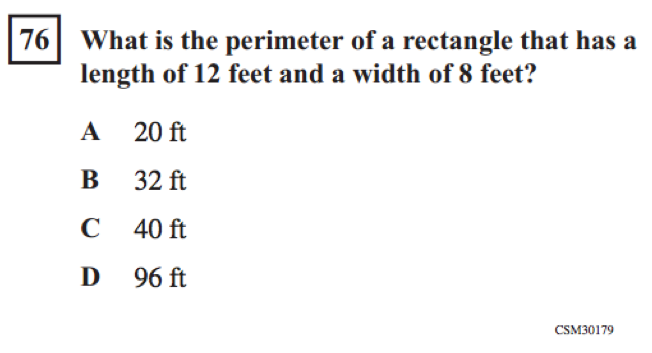 76 What is the perimeter of a rectangle that has a
length of 12 feet and a width of 8 feet?
A 20 ft
B 32 ft
C 40 ft
D 96 ft
CSM30179